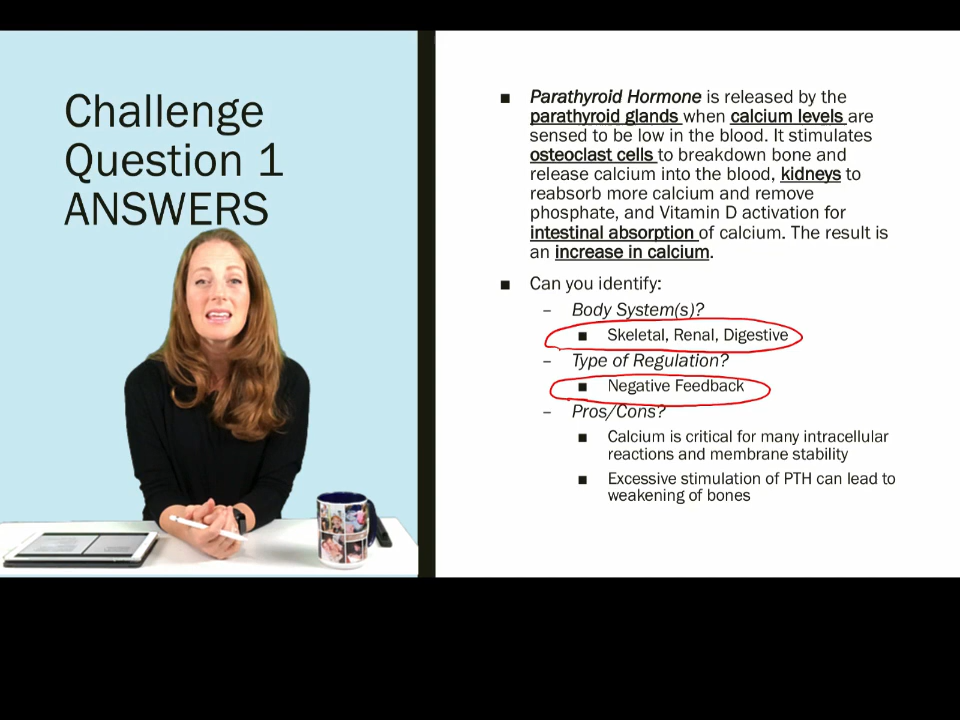 Challenge
Question 1
ANSWERS
■ Parathyroid Hormone is released by the
parathyroid glands when calcium levels are
sensed to be low in the blood. It stimulates
osteoclast cells to breakdown bone and
release calcium into the blood, kidneys to
reabsorb more calcium and remove
phosphate, and Vitamin D activation for
intestinal absorption of calcium. The result is
an increase in calcium.
■ Can you identify:
– Body System(s)?
■ Skeletal, Renal, Digestive
– Type of Regulation?
■ Negative Feedback
– Pros/Cons?
■ Calcium is critical for many intracellular
reactions and membrane stability
■ Excessive stimulation of PTH can lead to
weakening of bones